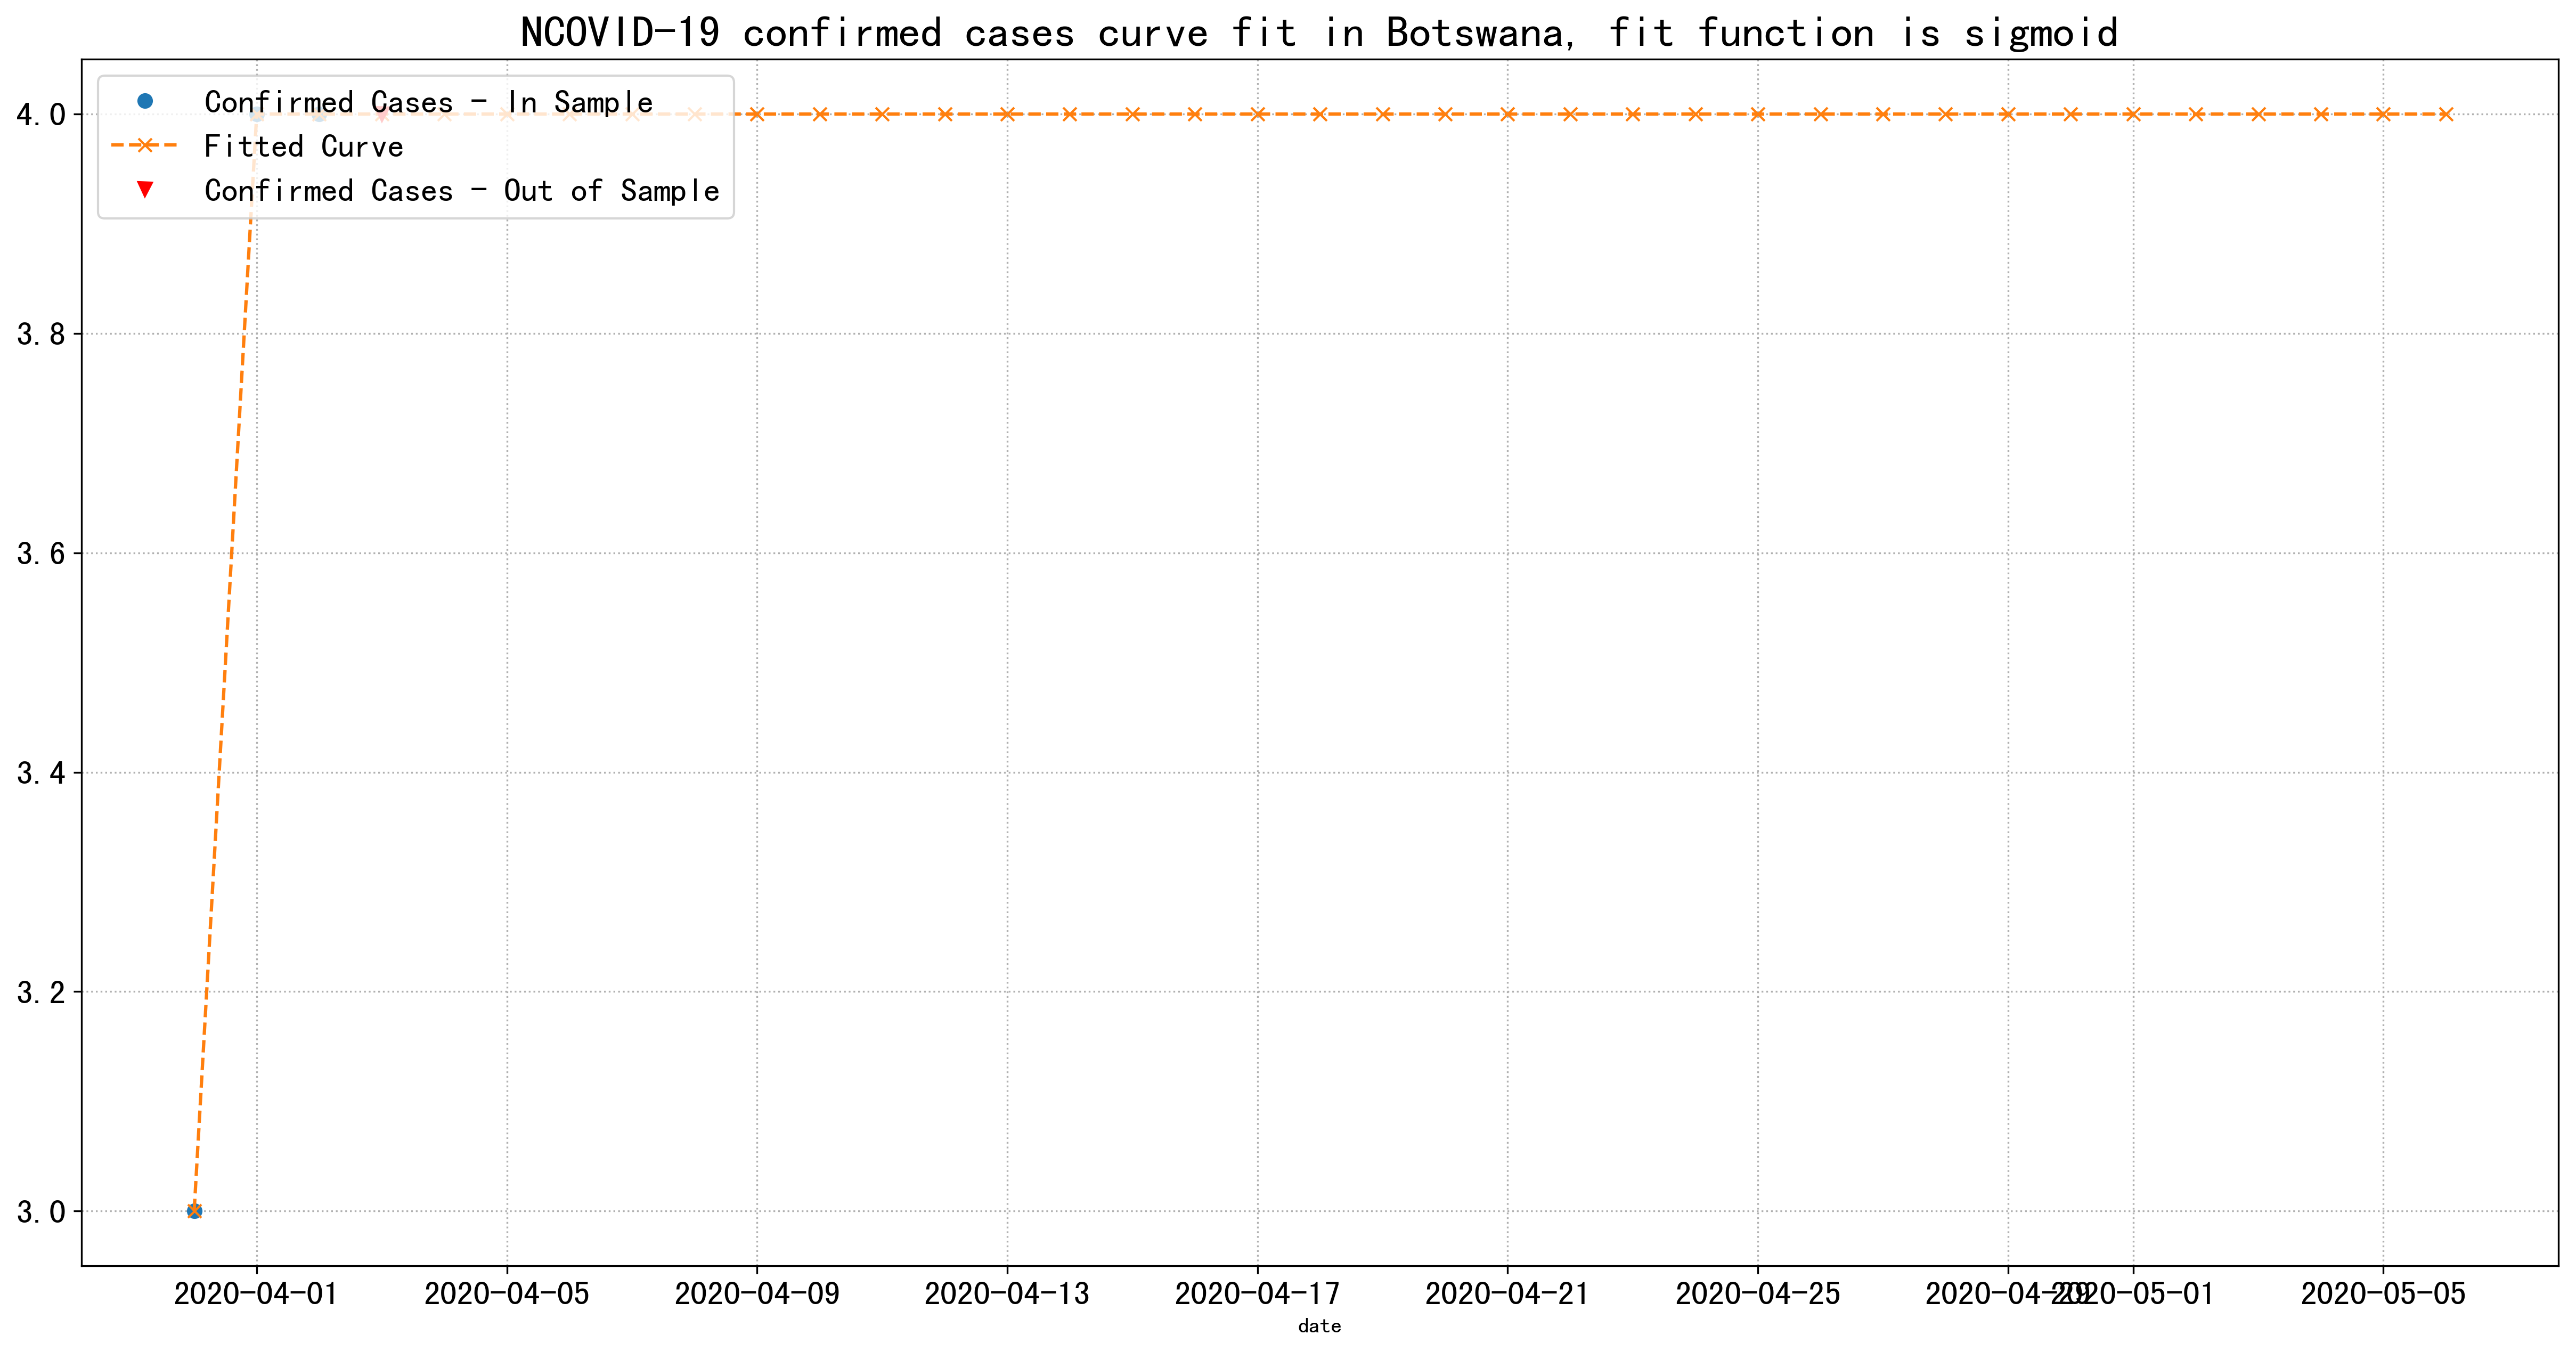 NCOVID-19 confirmed cases curve fit in Botswana, fit function is sigmoid
Confirmed Cases - In Sample
Fitted Curve
Confirmed Cases - Out of Sample
4.0
3.8
3.6
3.4
3.2
3.0
2020-04-01 2020-04-05 2020-04-09 2020-04-13 2020-04-17 2020-04-21 2020-04-25 2020-04-29 2020-05-01 2020-05-05
date